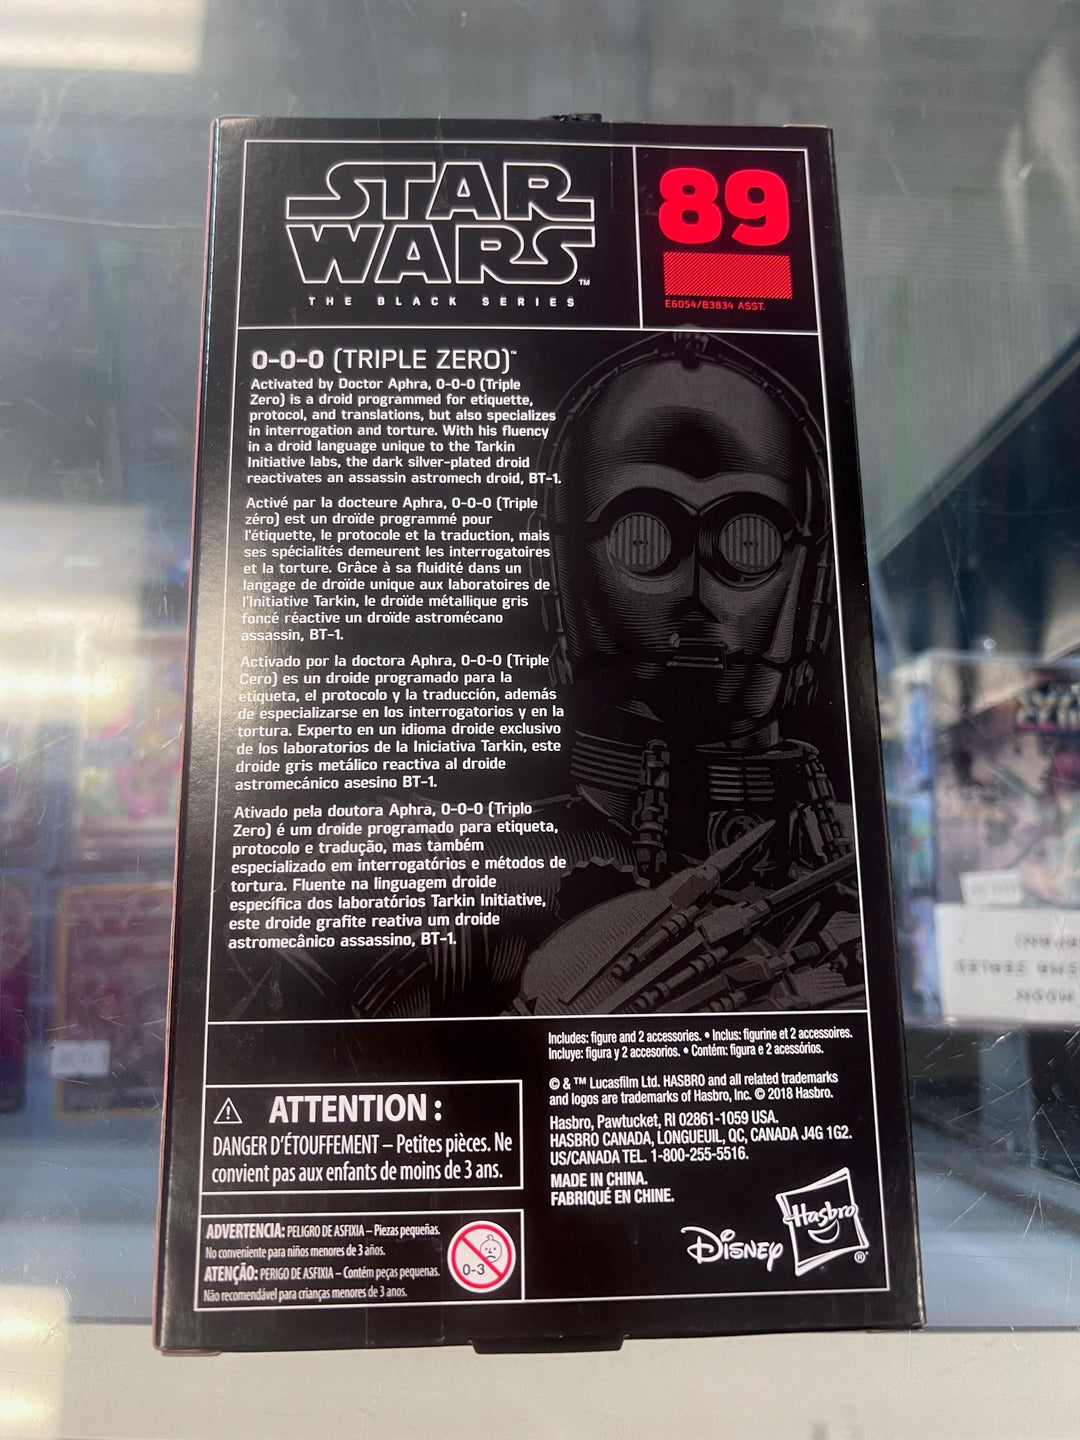 STAR
WARS™
THE BLACK SERIES
89
E6054/B3834 ASST.
0-0-0 (TRIPLE ZERO)™
Activated by Doctor Aphra, 0-0-0 (Triple
Zero) is a droid programmed for etiquette,
protocol, and translations, but also specializes
in interrogation and torture. With his fluency
in a droid language unique to the Tarkin
Initiative labs, the dark silver-plated droid
reactivates an assassin astromech droid, BT-1.
Activé par la docteure Aphra, 0-0-0 (Triple
zéro) est un droïde programmé pour
l'étiquette, le protocole et la traduction, mais
ses spécialités demeurent les interrogatoires
et la torture. Grâce à sa fluidité dans un
langage de droïde unique aux laboratoires de
l'Initiative Tarkin, le droïde métallique gris
foncé réactive un droïde astromécano
assassin, BT-1.
Activado por la doctora Aphra, 0-0-0 (Triple
Cero) es un droide programado para la
etiqueta, el protocolo y la traducción, además
de especializarse en los interrogatorios y en la
tortura. Experto en un idioma droide exclusivo
de los laboratorios de la Iniciativa Tarkin, este
droide gris metálico reactiva al droide
astromecánico asesino BT-1.
Ativado pela doutora Aphra, 0-0-0 (Triplo
Zero) é um droide programado para etiqueta,
protocolo e tradução, mas também
especializado em interrogatórios e métodos de
tortura. Fluente na linguagem droide
específica dos laboratórios Tarkin Initiative,
este droide grafite reativa um droide
astromecânico assassino, BT-1.
Includes: figure and 2 accessories. • Inclus: figurine et 2 accessoires.
Incluye: figura y 2 accesorios. • Contém: figura e 2 acessórios.
© & ™ Lucasfilm Ltd. HASBRO and all related trademarks
and logos are trademarks of Hasbro, Inc. © 2018 Hasbro.
Hasbro, Pawtucket, RI 02861-1059 USA.
HASBRO CANADA, LONGUEUIL, QC, CANADA J4G 1G2.
US/CANADA TEL. 1-800-255-5516.
MADE IN CHINA.
FABRIQUÉ EN CHINE.
Disney
Hasbro®
ATTENTION :
DANGER D'ÉTOUFFEMENT – Petites pièces. Ne
convient pas aux enfants de moins de 3 ans.
ADVERTENCIA: PELIGRO DE ASFIXIA – Piezas pequeñas.
No conveniente para niños menores de 3 años.
ATENÇÃO: PERIGO DE ASFIXIA – Contém peças pequenas.
Não recomendável para crianças menores de 3 anos.
0-3